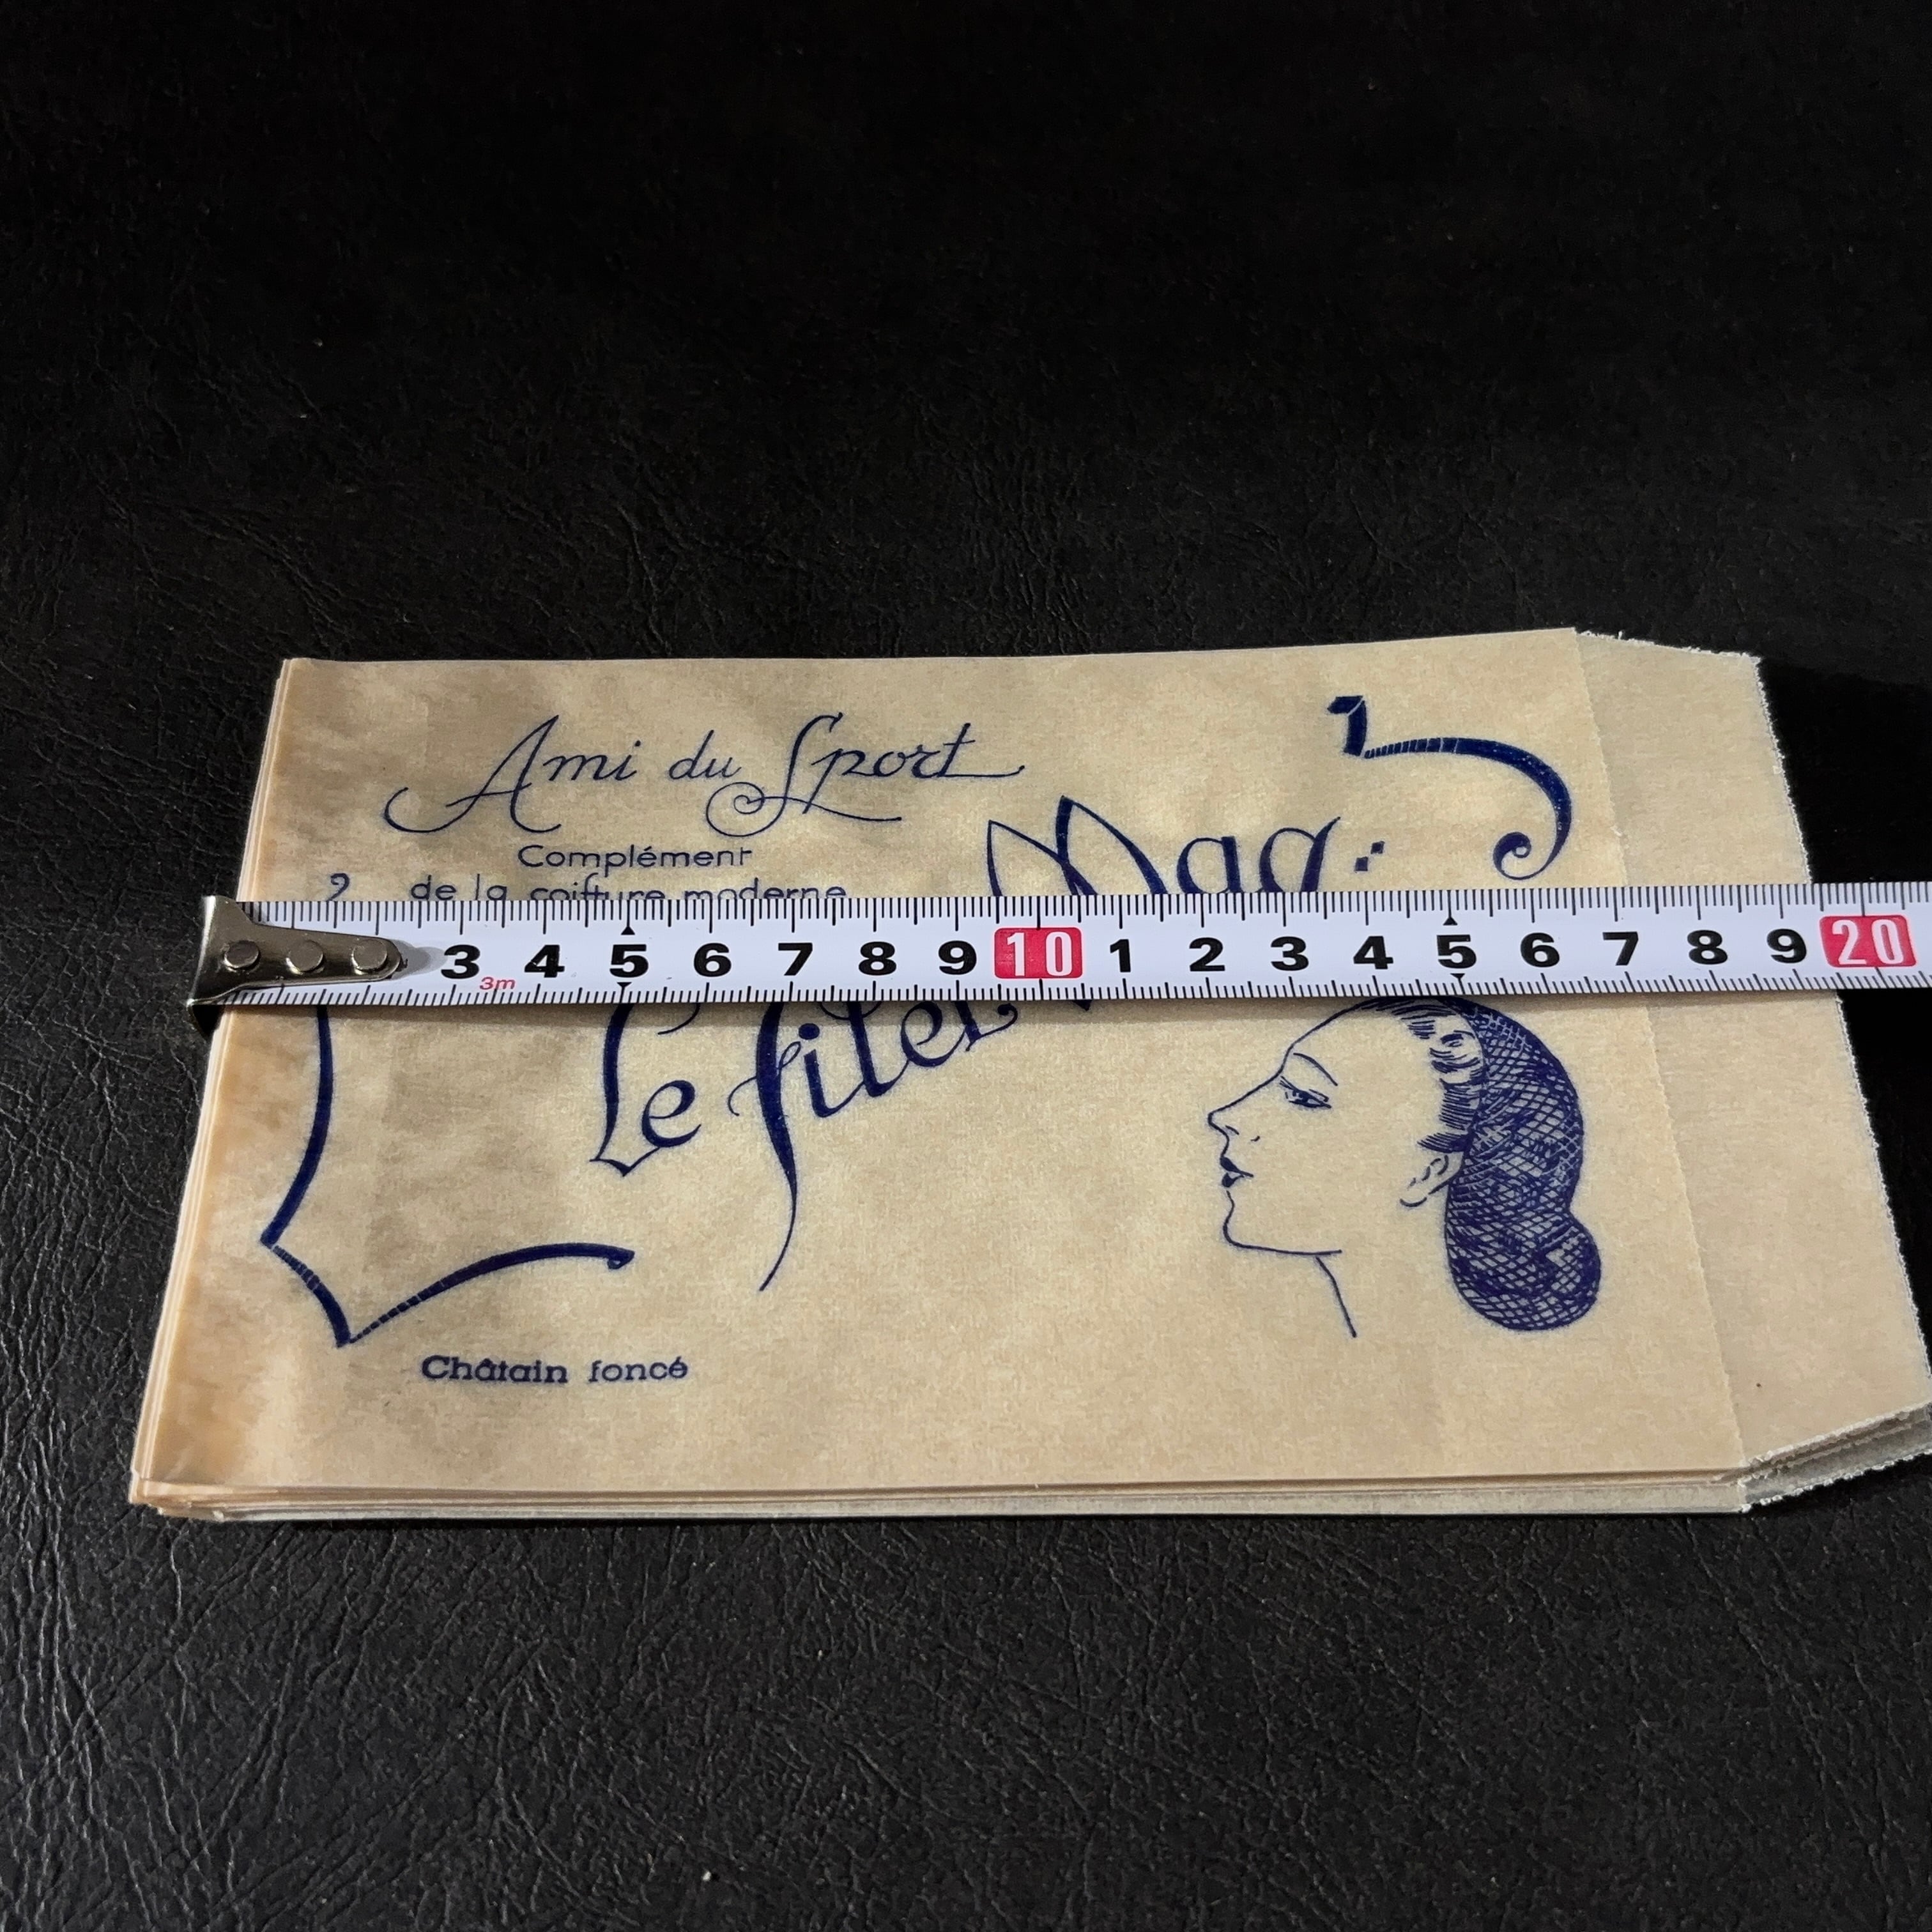 Ami du Sport
Complément
de la coiffure moderne
Mag
3 4 5 6 7 8 9 10 1 2 3 4 5 6 7 8 9 20
3m
Le filet
Châtain foncé